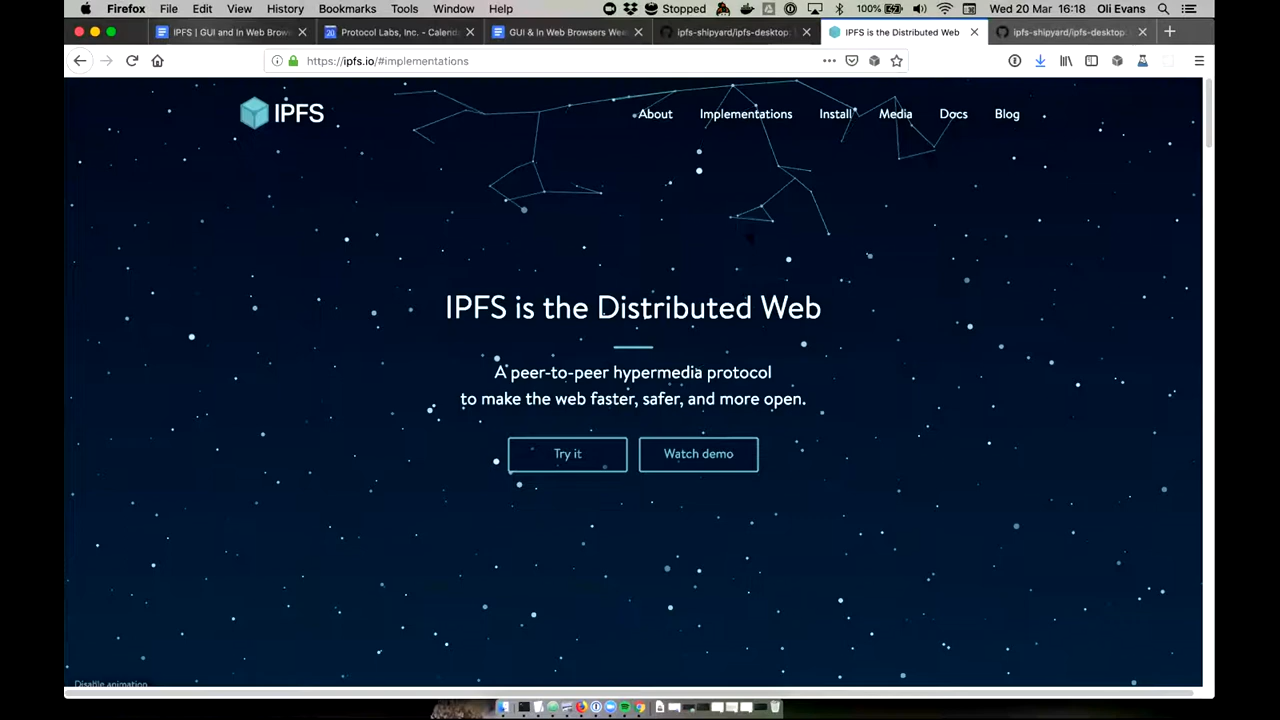 Firefox File Edit View History Bookmarks Tools Window Help Stopped 100% Wed 20 Mar 16:18 Oli Evans
IPFS | GUI and In Web Brow Protocol Labs, Inc. - Calend GUI & In Web Browsers Wee ipfs-shipyard/ipfs-desktop: IPFS is the Distributed Web ipfs-shipyard/ipfs-desktop:
https://ipfs.io/#implementations
IPFS About Implementations Install Media Docs Blog
IPFS is the Distributed Web
A peer-to-peer hypermedia protocol
to make the web faster, safer, and more open.
Try it Watch demo
Disable animation